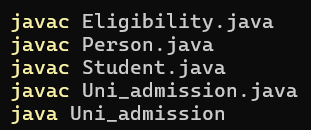 javac Eligibility.java
javac Person.java
javac Student.java
javac Uni_admission.java
java Uni_admission